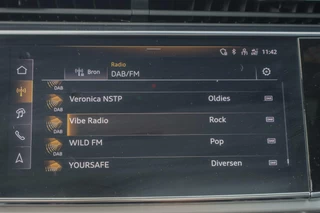 11:42
Radio
Bron
DAB/FM
Veronica NSTP Oldies
DAB
Vibe Radio Rock
DAB
WILD FM Pop
DAB
YOURSAFE Diversen
DAB